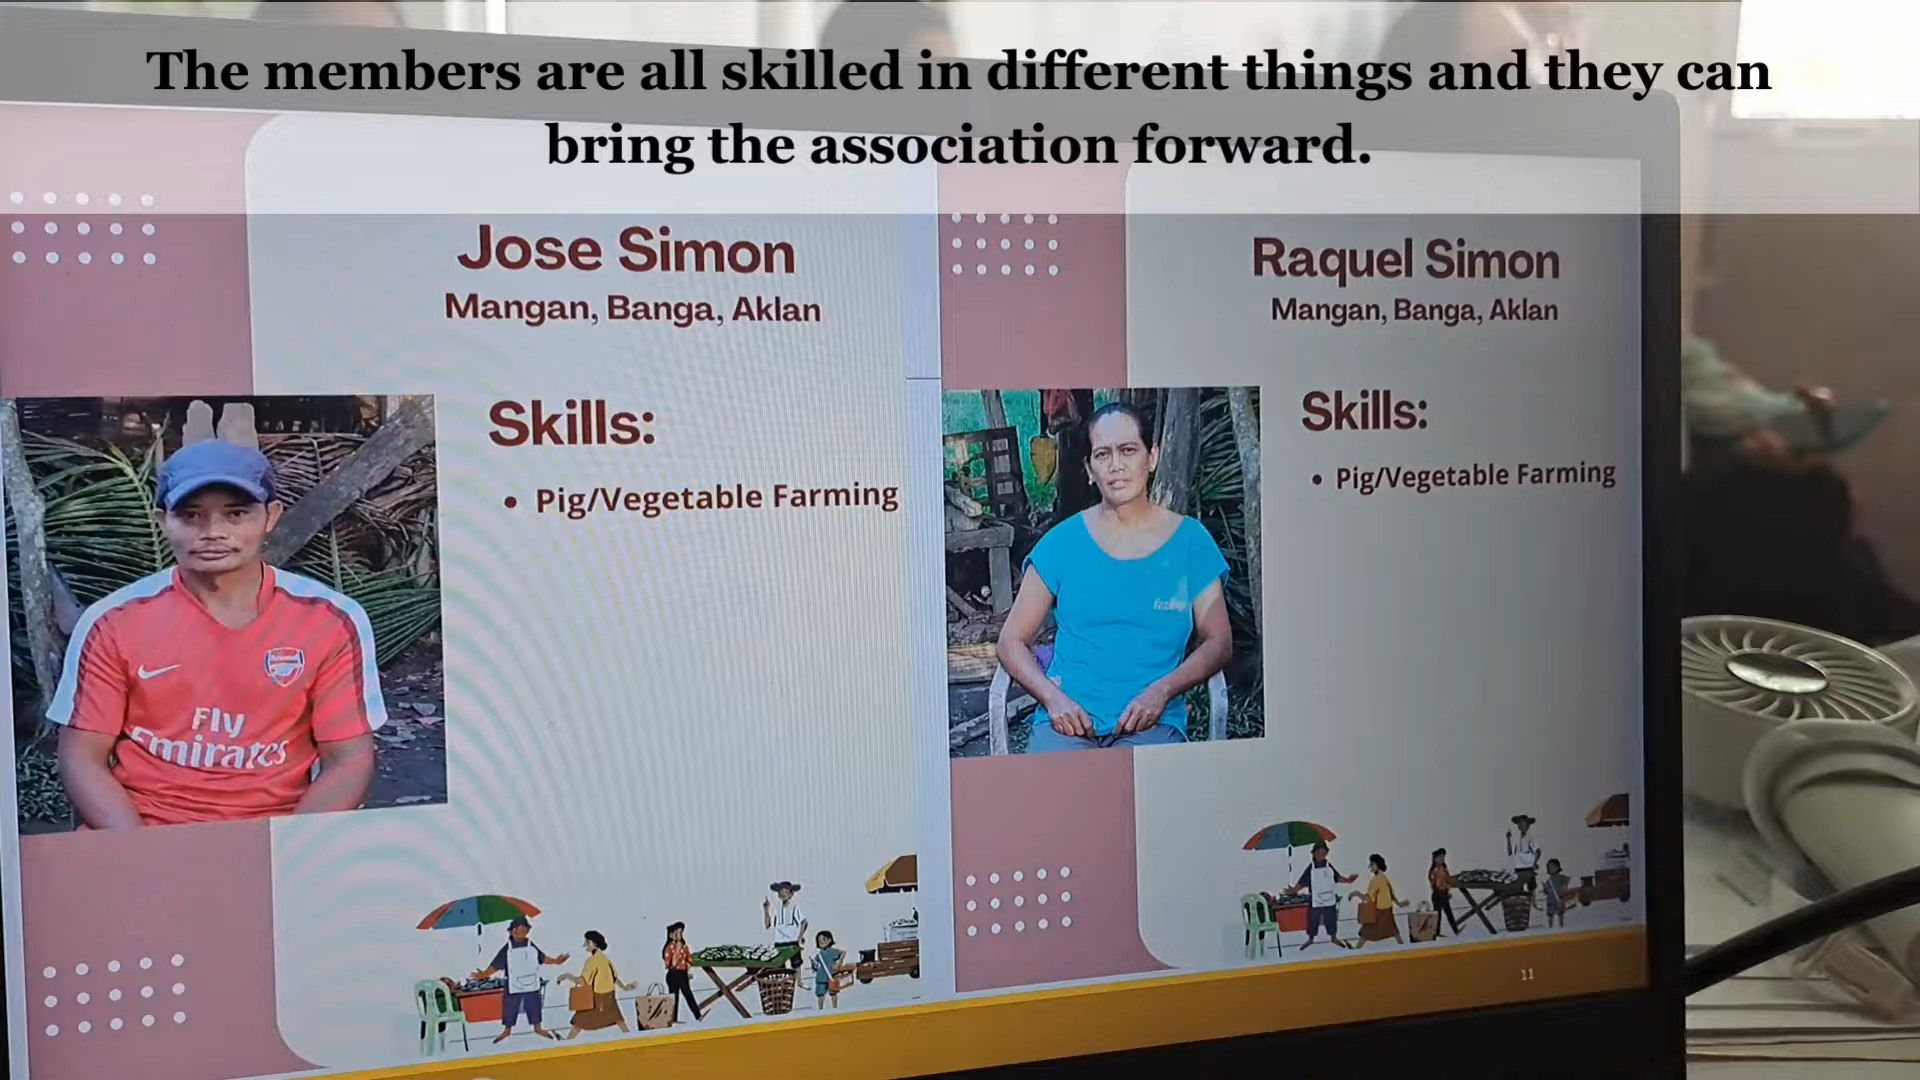 The members are all skilled in different things and they can
bring the association forward.
Jose Simon
Mangan, Banga, Aklan
Skills:
• Pig/Vegetable Farming
Fly
Emirates
Raquel Simon
Mangan, Banga, Aklan
Skills:
• Pig/Vegetable Farming
11